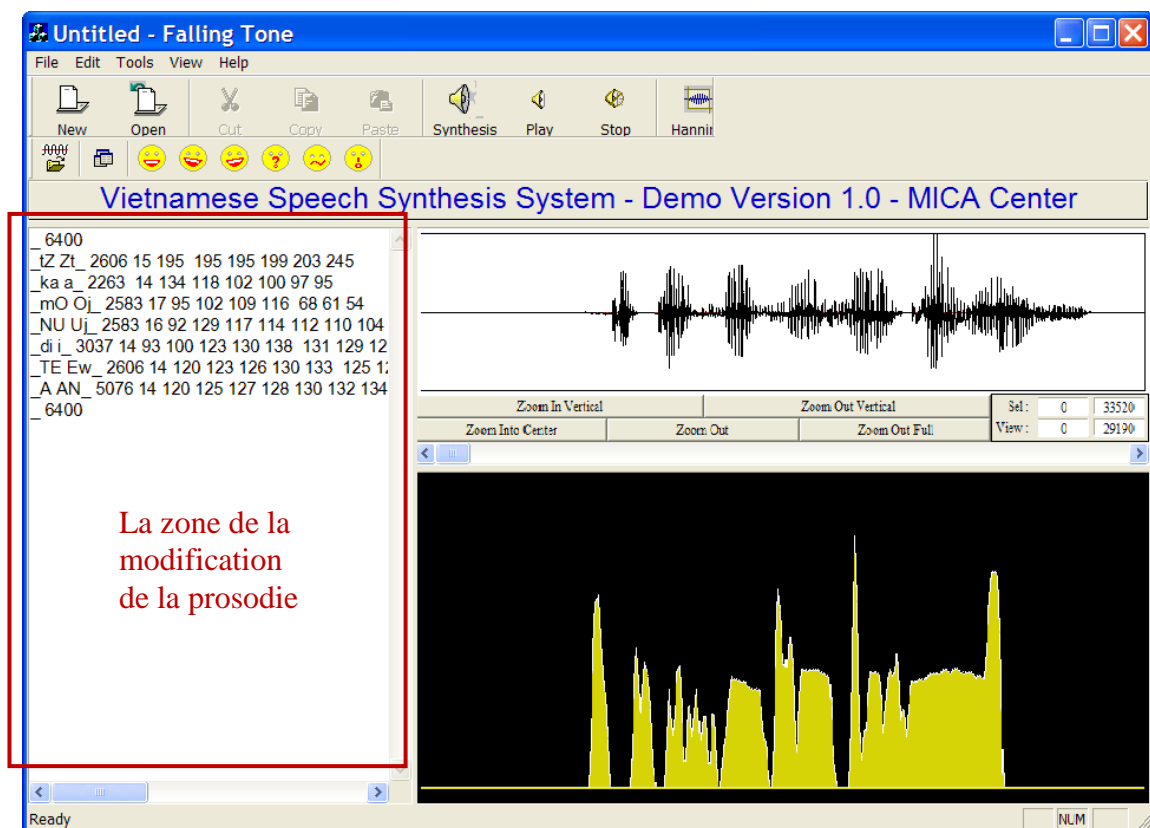 Untitled - Falling Tone
File Edit Tools View Help
New Open Cut Copy Paste Synthesis Play Stop Hannin
Vietnamese Speech Synthesis System - Demo Version 1.0 - MICA Center
_ 6400
_tZ Zt_ 2606 15 195 195 195 199 203 245
_ka a_ 2263 14 134 118 102 100 97 95
_mO Oj_ 2583 17 95 102 109 116 68 61 54
_NU Uj_ 2583 16 92 129 117 114 112 110 104
_di i_ 3037 14 93 100 123 130 138 131 129 12
_TE Ew_ 2606 14 120 123 126 130 133 125 12
_A AN_ 5076 14 120 125 127 128 130 132 134
_ 6400
La zone de la
modification
de la prosodie
Zoom In Vertical Zoom Out Vertical Sel : 0 33520
Zoom Into Center Zoom Out Zoom Out Full View : 0 29190
Ready NUM